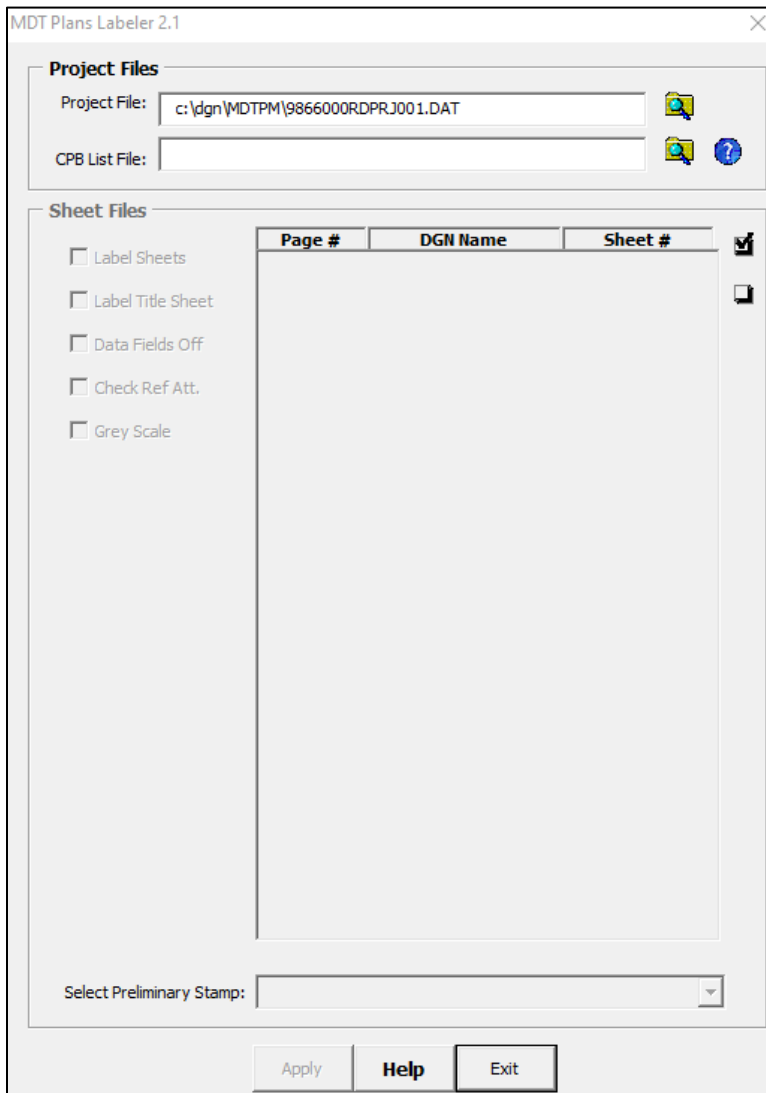 MDT Plans Labeler 2.1
Project Files
Project File: c:\dgn\MDTPM\9866000RDPRJ001.DAT
CPB List File:
Sheet Files
Label Sheets
Label Title Sheet
Data Fields Off
Check Ref Att.
Grey Scale
Page # DGN Name Sheet #
Select Preliminary Stamp:
Apply Help Exit